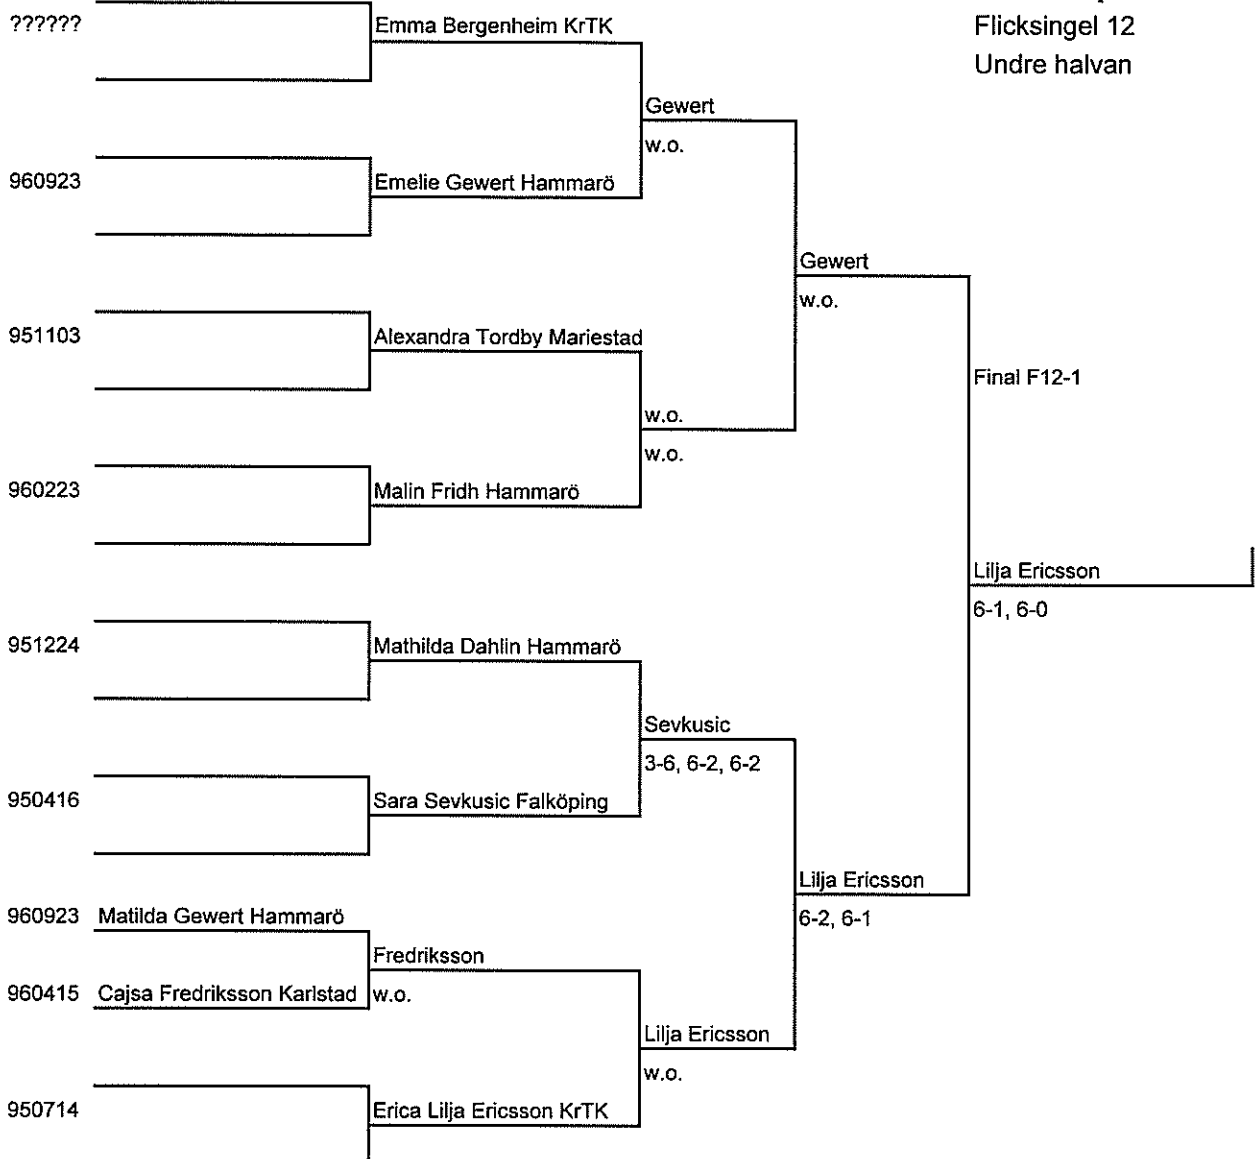 ??????
Emma Bergenheim KrTK
Flicksingel 12
Undre halvan
Gewert
w.o.
960923
Emelie Gewert Hammarö
Gewert
w.o.
951103
Alexandra Tordby Mariestad
Final F12-1
w.o.
w.o.
960223
Malin Fridh Hammarö
Lilja Ericsson
6-1, 6-0
951224
Mathilda Dahlin Hammarö
Sevkusic
3-6, 6-2, 6-2
950416
Sara Sevkusic Falköping
Lilja Ericsson
6-2, 6-1
960923 Matilda Gewert Hammarö
Fredriksson
960415 Cajsa Fredriksson Karlstad w.o.
Lilja Ericsson
w.o.
950714
Erica Lilja Ericsson KrTK